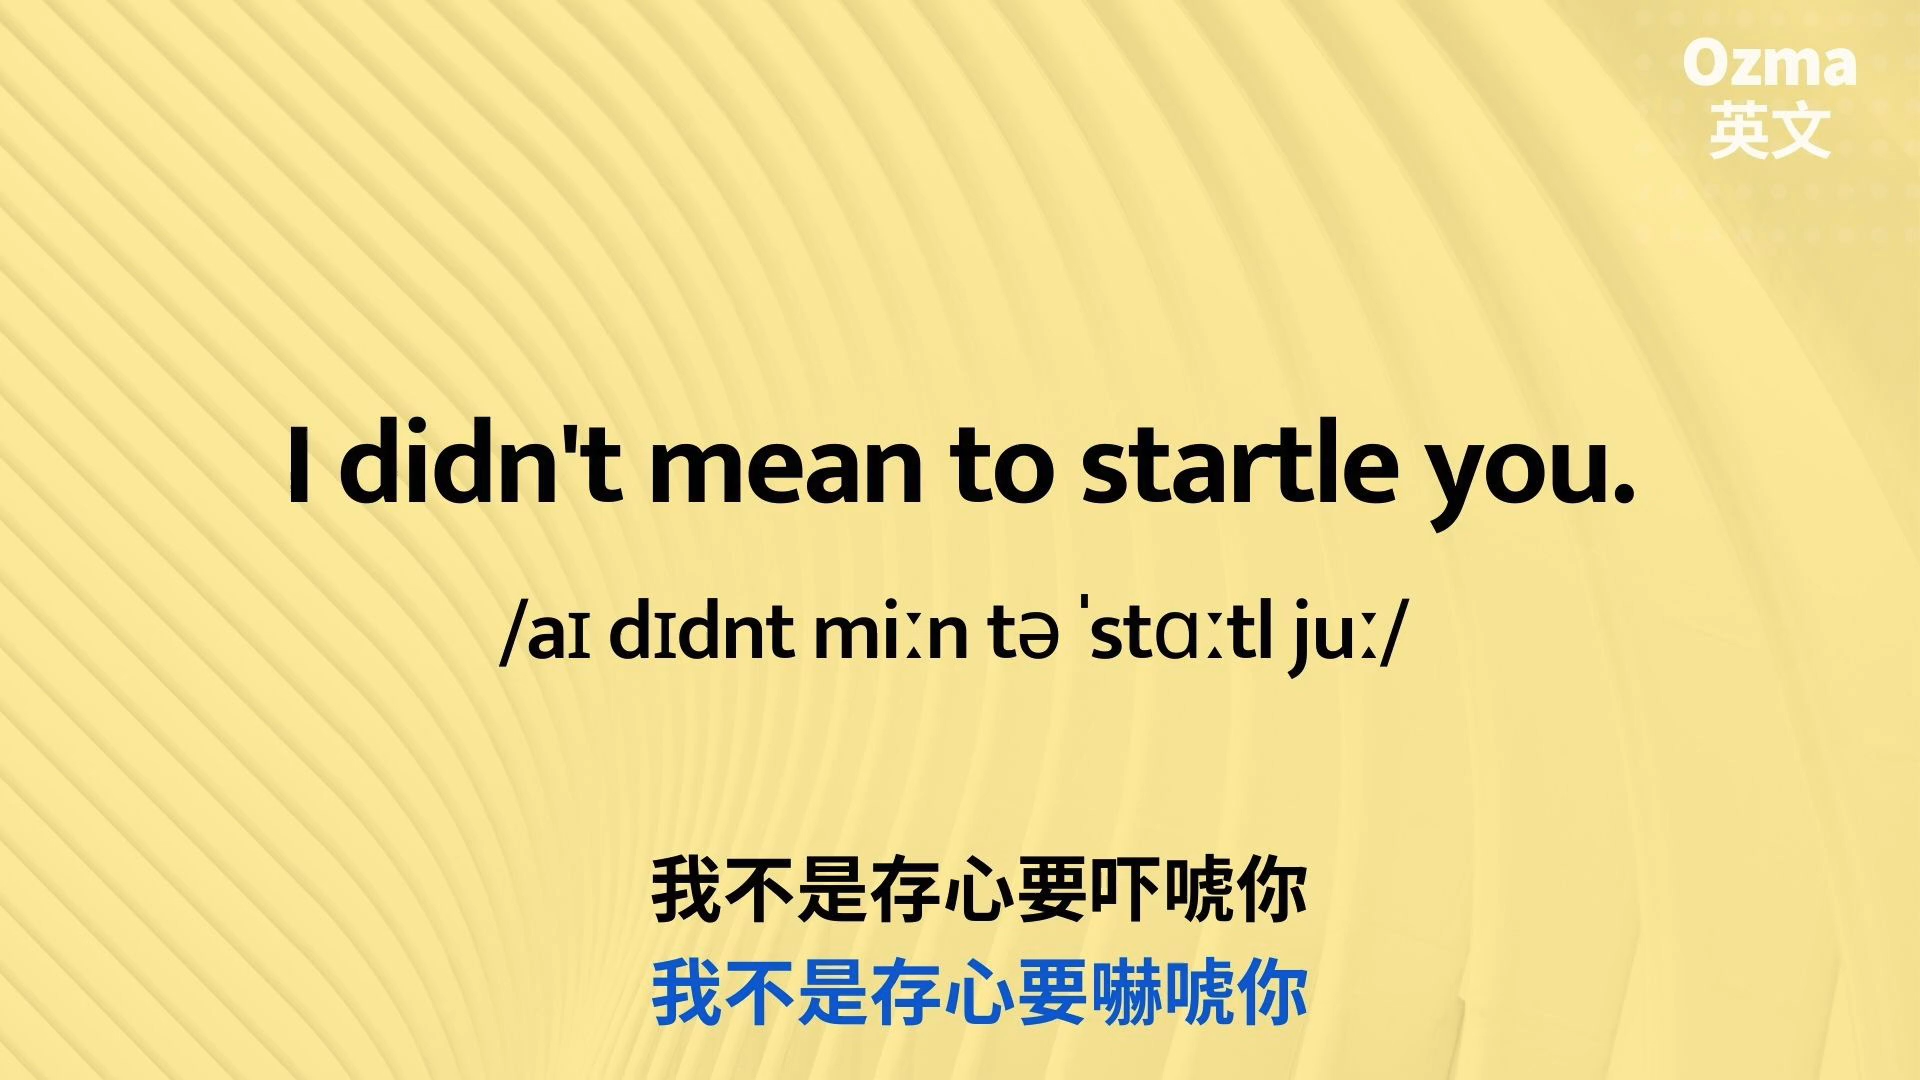 Ozma
英文
I didn't mean to startle you.
/aɪ dɪdnt miːn tə ˈstɑːtl juː/
我不是存心要吓唬你
我不是存心要嚇唬你